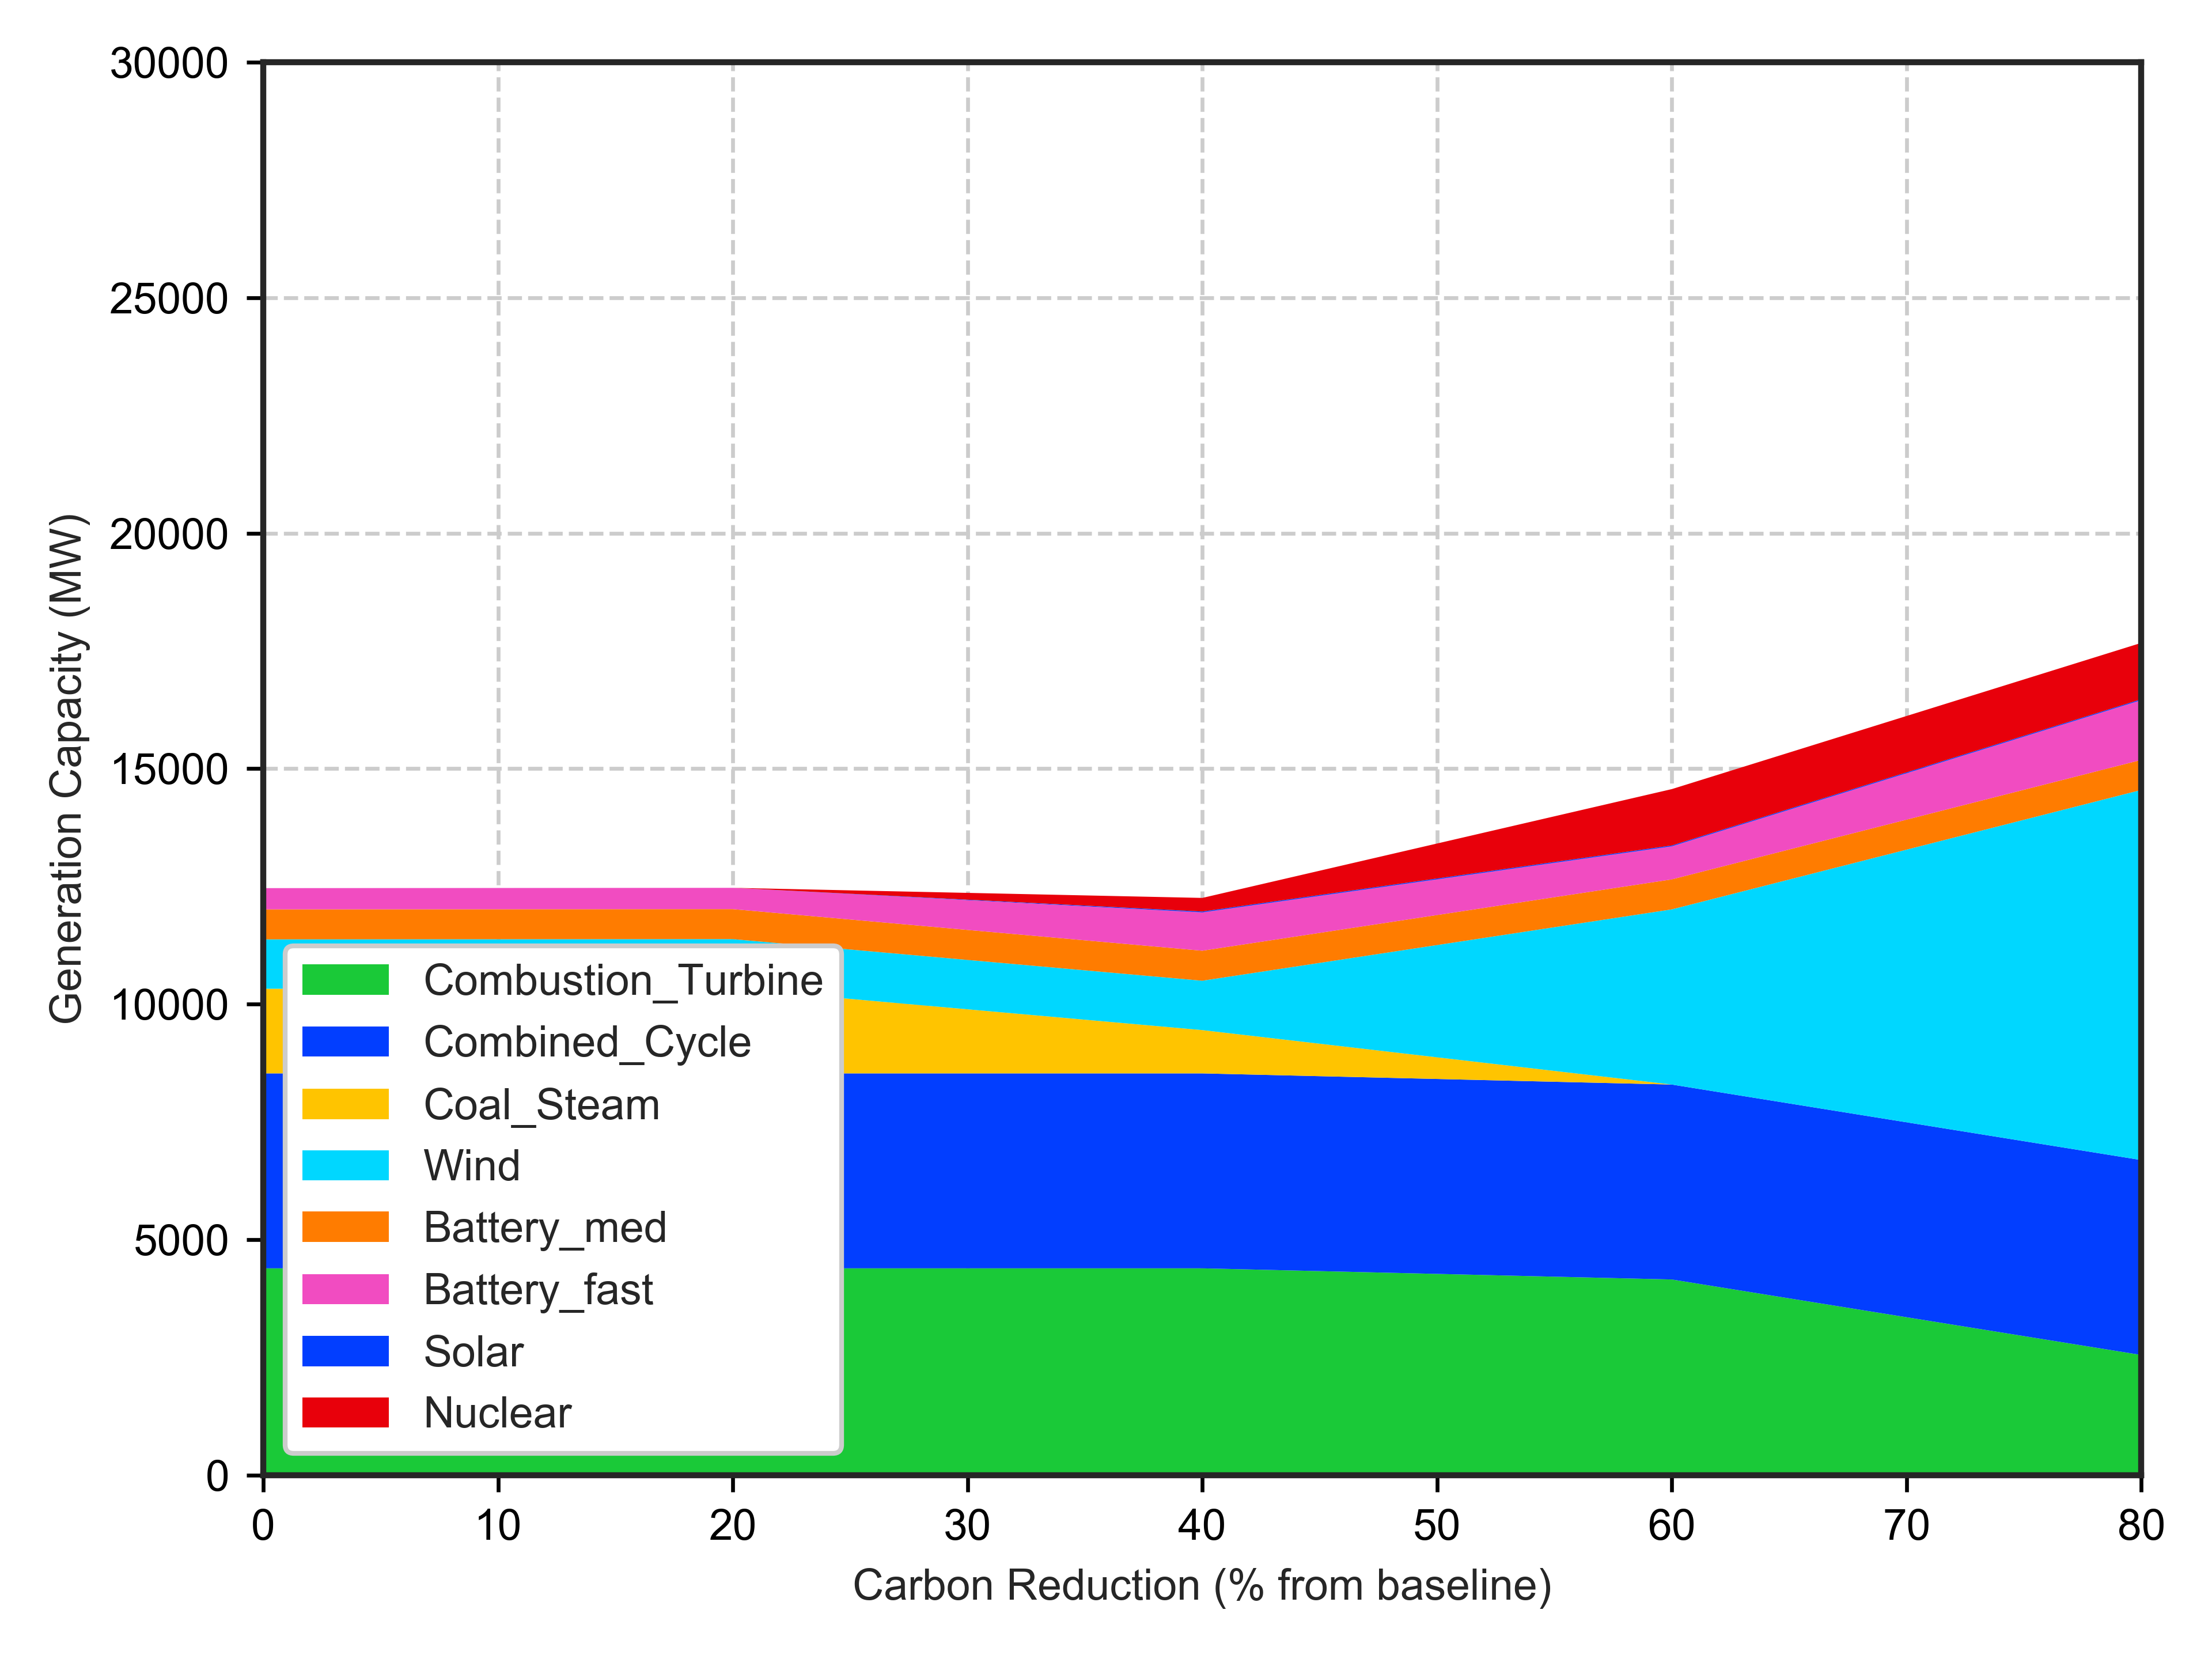 30000
25000
20000
15000
10000
5000
0
Generation Capacity (MW)
Combustion_Turbine
Combined_Cycle
Coal_Steam
Wind
Battery_med
Battery_fast
Solar
Nuclear
0 10 20 30 40 50 60 70 80
Carbon Reduction (% from baseline)